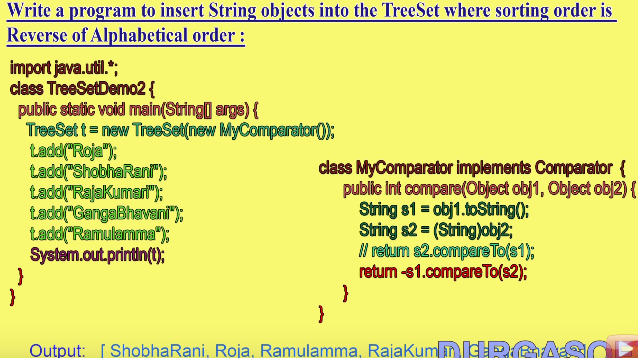 Write a program to insert String objects into the TreeSet where sorting order is
Reverse of Alphabetical order :
import java.util.*;
class TreeSetDemo2 {
public static void main(String[] args) {
TreeSet t = new TreeSet(new MyComparator());
t.add("Roja");
t.add("ShobhaRani");
t.add("RajaKumari");
t.add("GangaBhavani");
t.add("Ramulamma");
System.out.println(t);
}
}
class MyComparator implements Comparator {
public int compare(Object obj1, Object obj2) {
String s1 = obj1.toString();
String s2 = (String)obj2;
// return s2.compareTo(s1);
return -s1.compareTo(s2);
}
}
Output: [ ShobhaRani, Roja, Ramulamma, RajaKumari
DURGASO